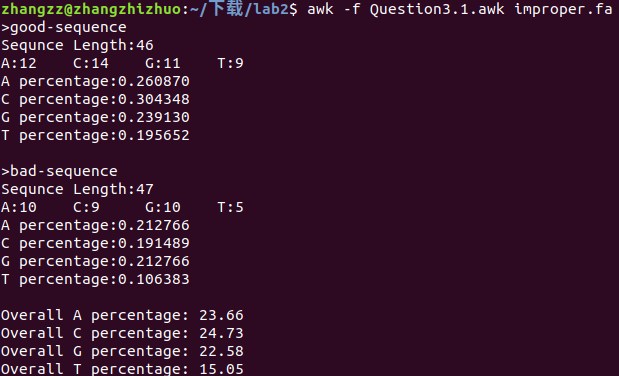 zhangzz@zhangzhizhuo:~/下载/lab2$ awk -f Question3.1.awk improper.fa
>good-sequence
Sequnce Length:46
A:12    C:14    G:11    T:9
A percentage:0.260870
C percentage:0.304348
G percentage:0.239130
T percentage:0.195652
>bad-sequence
Sequnce Length:47
A:10    C:9     G:10    T:5
A percentage:0.212766
C percentage:0.191489
G percentage:0.212766
T percentage:0.106383
Overall A percentage: 23.66
Overall C percentage: 24.73
Overall G percentage: 22.58
Overall T percentage: 15.05